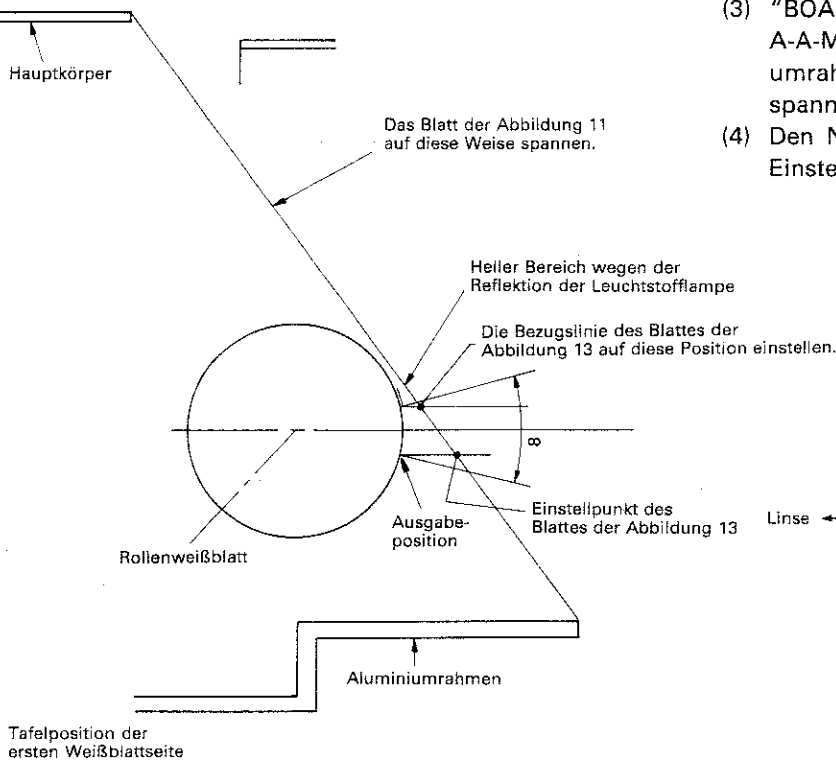 Hauptkörper
Das Blatt der Abbildung 11
auf diese Weise spannen.
Heller Bereich wegen der
Reflektion der Leuchtstofflampe
Die Bezugslinie des Blattes der
Abbildung 13 auf diese Position einstellen.
8
Ausgabe-
position
Einstellpunkt des
Blattes der Abbildung 13
Linse
Rollenweißblatt
Aluminiumrahmen
Tafelposition der
ersten Weißblattseite
(3) "BOA
A-A-M
umrah
spann
(4) Den N
Einste